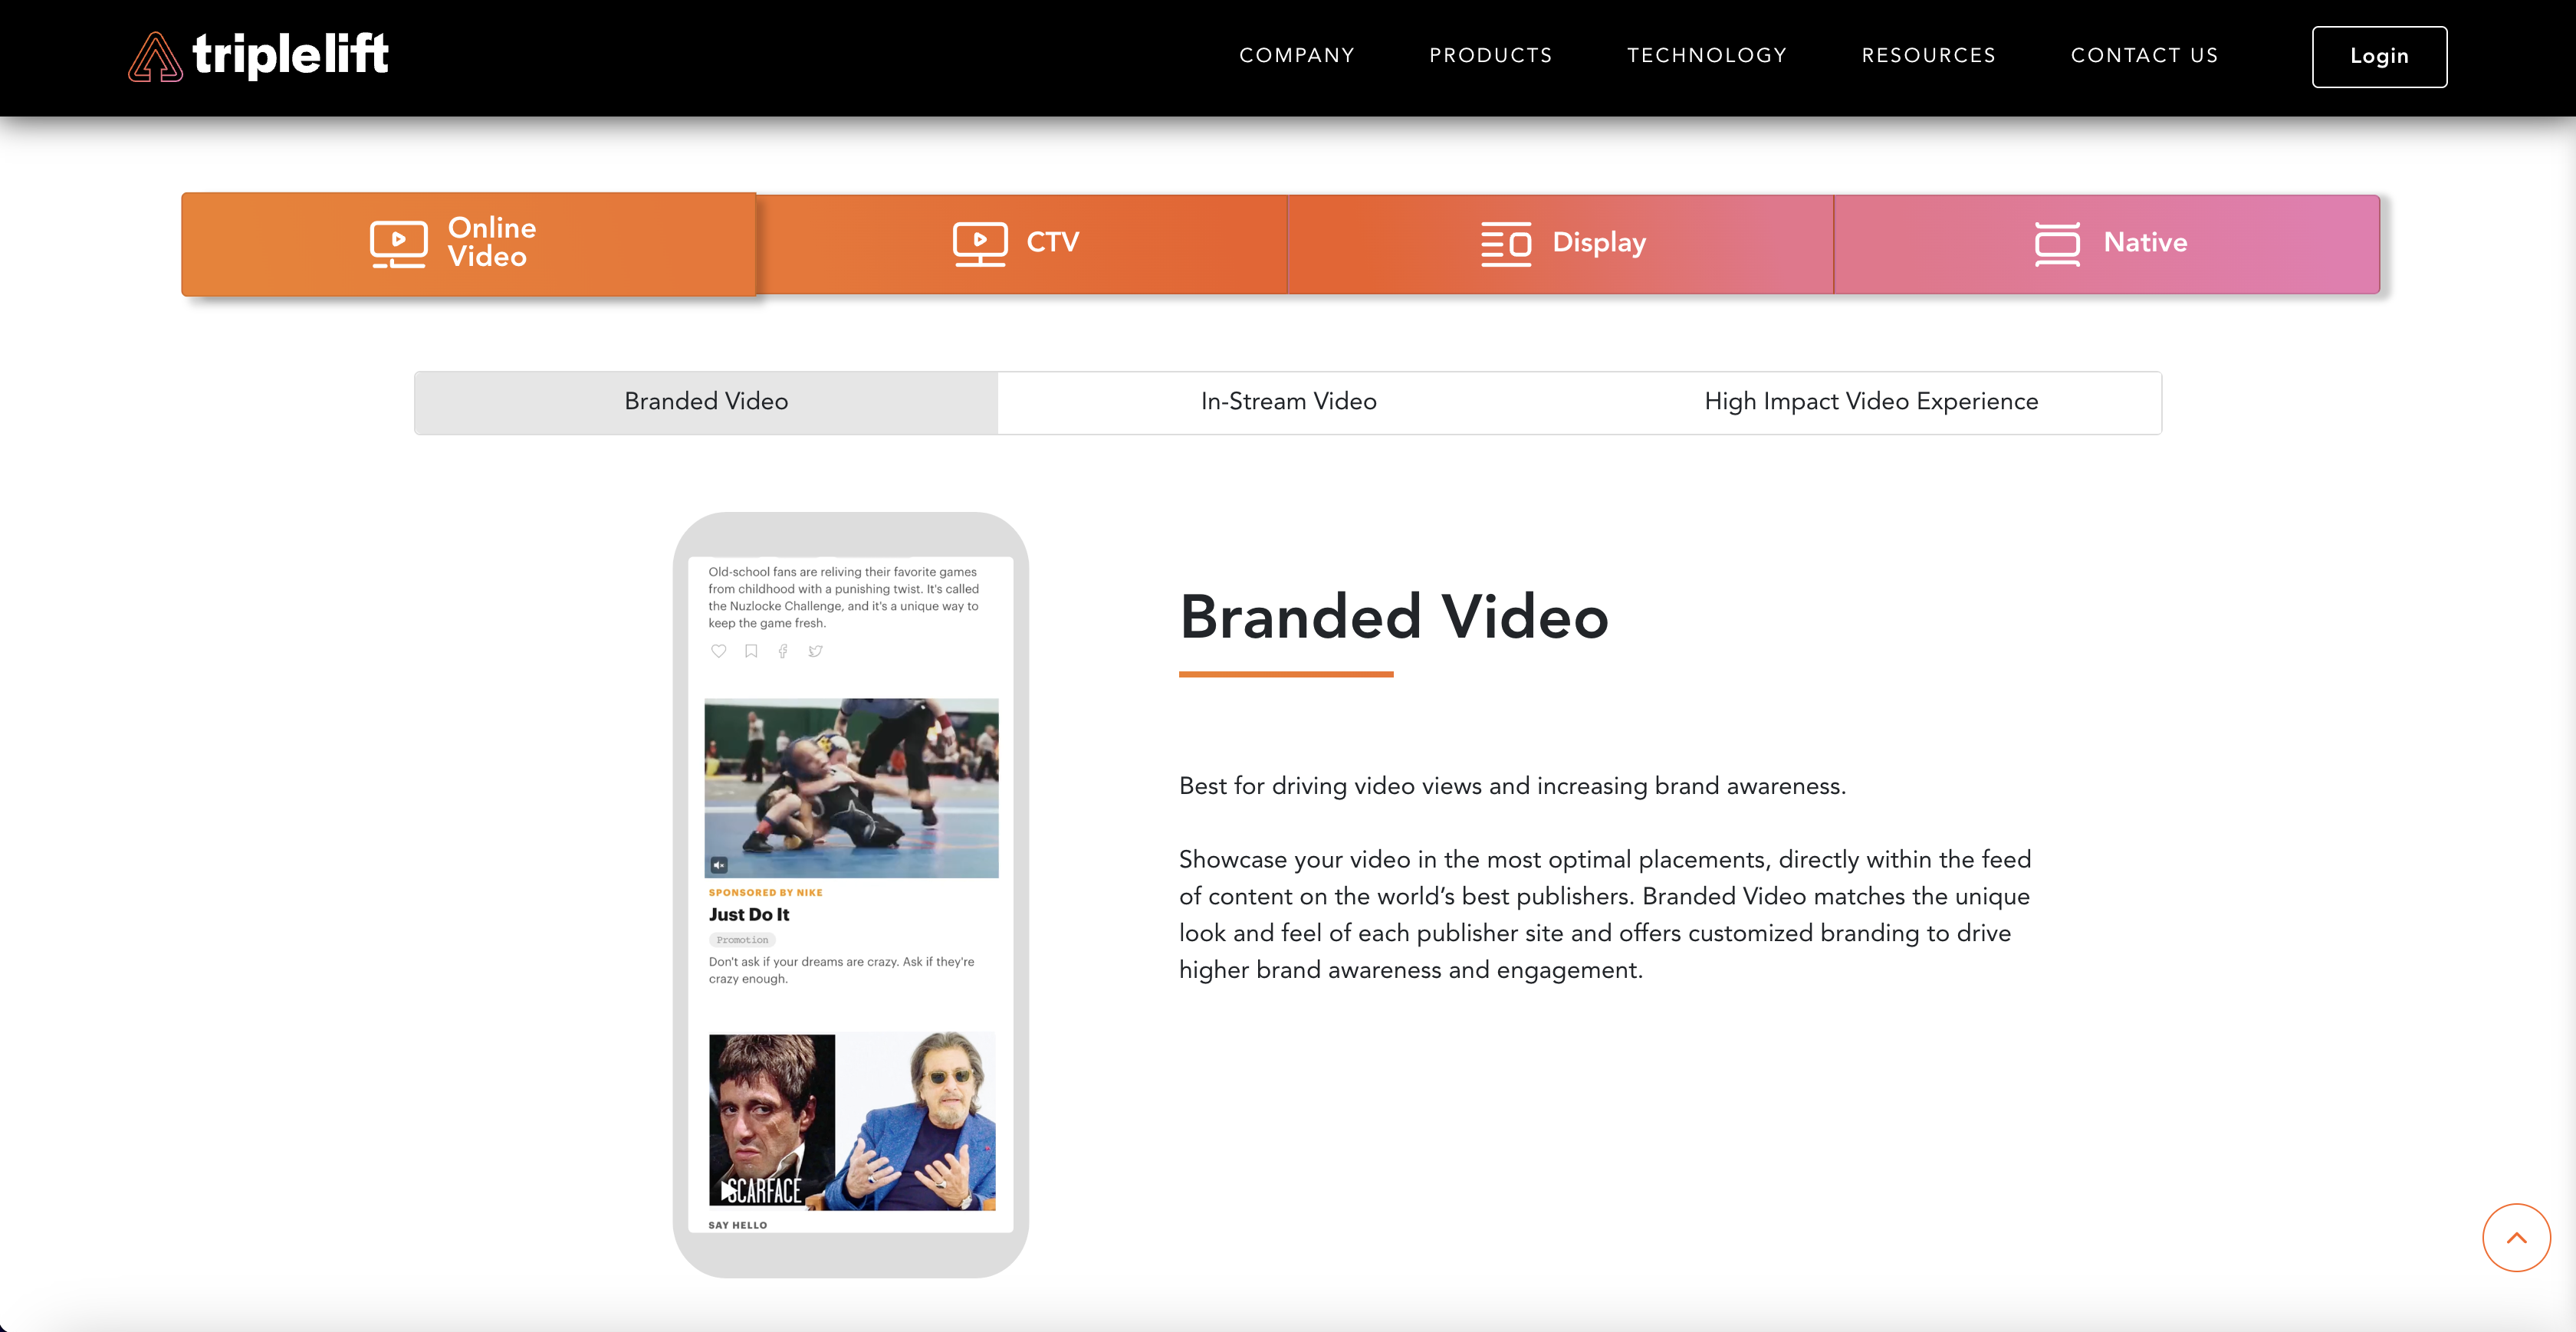 triplelift
COMPANY
PRODUCTS
TECHNOLOGY
RESOURCES
CONTACT US
Login
Online
Video
CTV
Display
Native
Branded Video
In-Stream Video
High Impact Video Experience
Old-school fans are reliving their favorite games
from childhood with a punishing twist. It's called
the Nuzlocke Challenge, and it's a unique way to
keep the game fresh.
SPONSORED BY NIKE
Just Do It
Promotion
Don't ask if your dreams are crazy. Ask if they're
crazy enough.
SCARFACE
SAY HELLO
Branded Video
Best for driving video views and increasing brand awareness.
Showcase your video in the most optimal placements, directly within the feed
of content on the world’s best publishers. Branded Video matches the unique
look and feel of each publisher site and offers customized branding to drive
higher brand awareness and engagement.